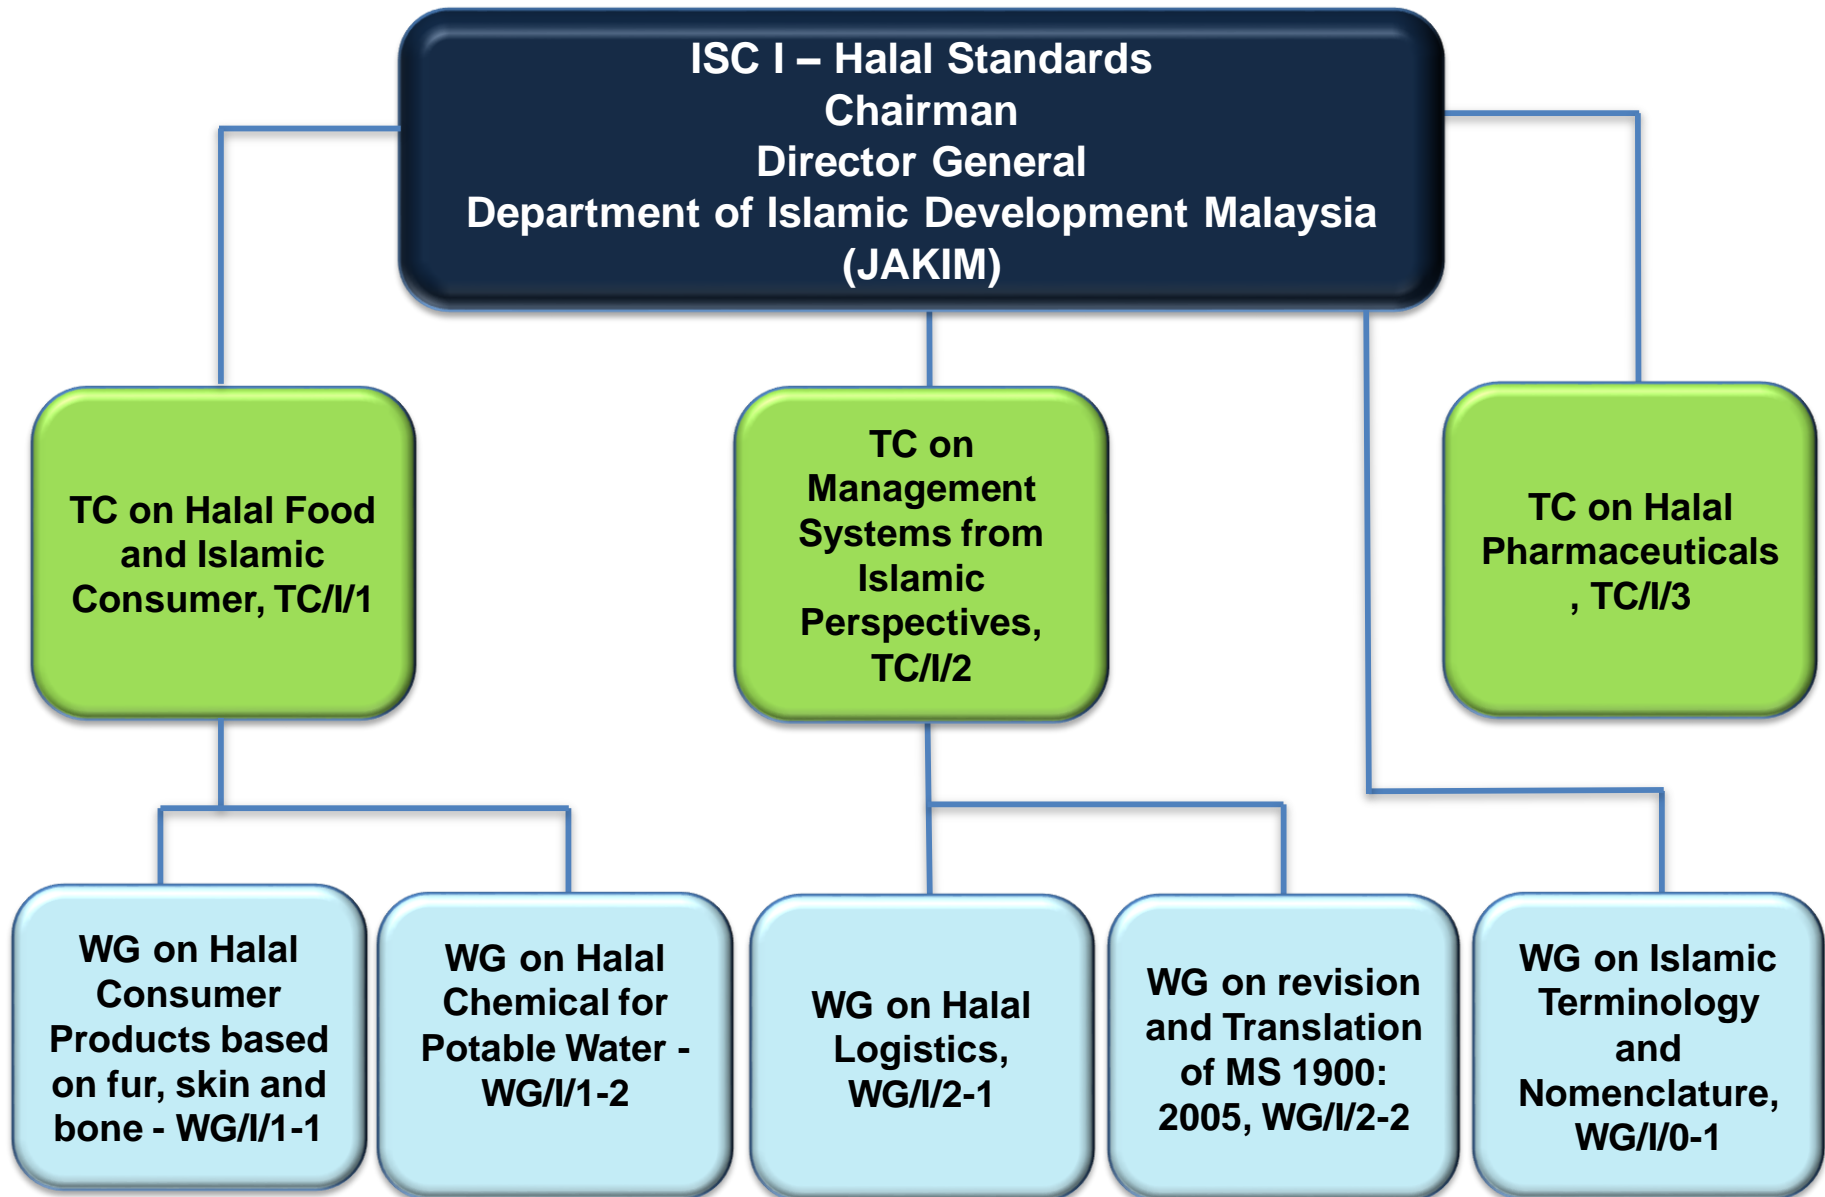 ISC I – Halal Standards
Chairman
Director General
Department of Islamic Development Malaysia
(JAKIM)
TC on Halal Food
and Islamic
Consumer, TC/I/1
TC on
Management
Systems from
Islamic
Perspectives,
TC/I/2
TC on Halal
Pharmaceuticals
, TC/I/3
WG on Halal
Consumer
Products based
on fur, skin and
bone - WG/I/1-1
WG on Halal
Chemical for
Potable Water -
WG/I/1-2
WG on Halal
Logistics,
WG/I/2-1
WG on revision
and Translation
of MS 1900:
2005, WG/I/2-2
WG on Islamic
Terminology
and
Nomenclature,
WG/I/0-1